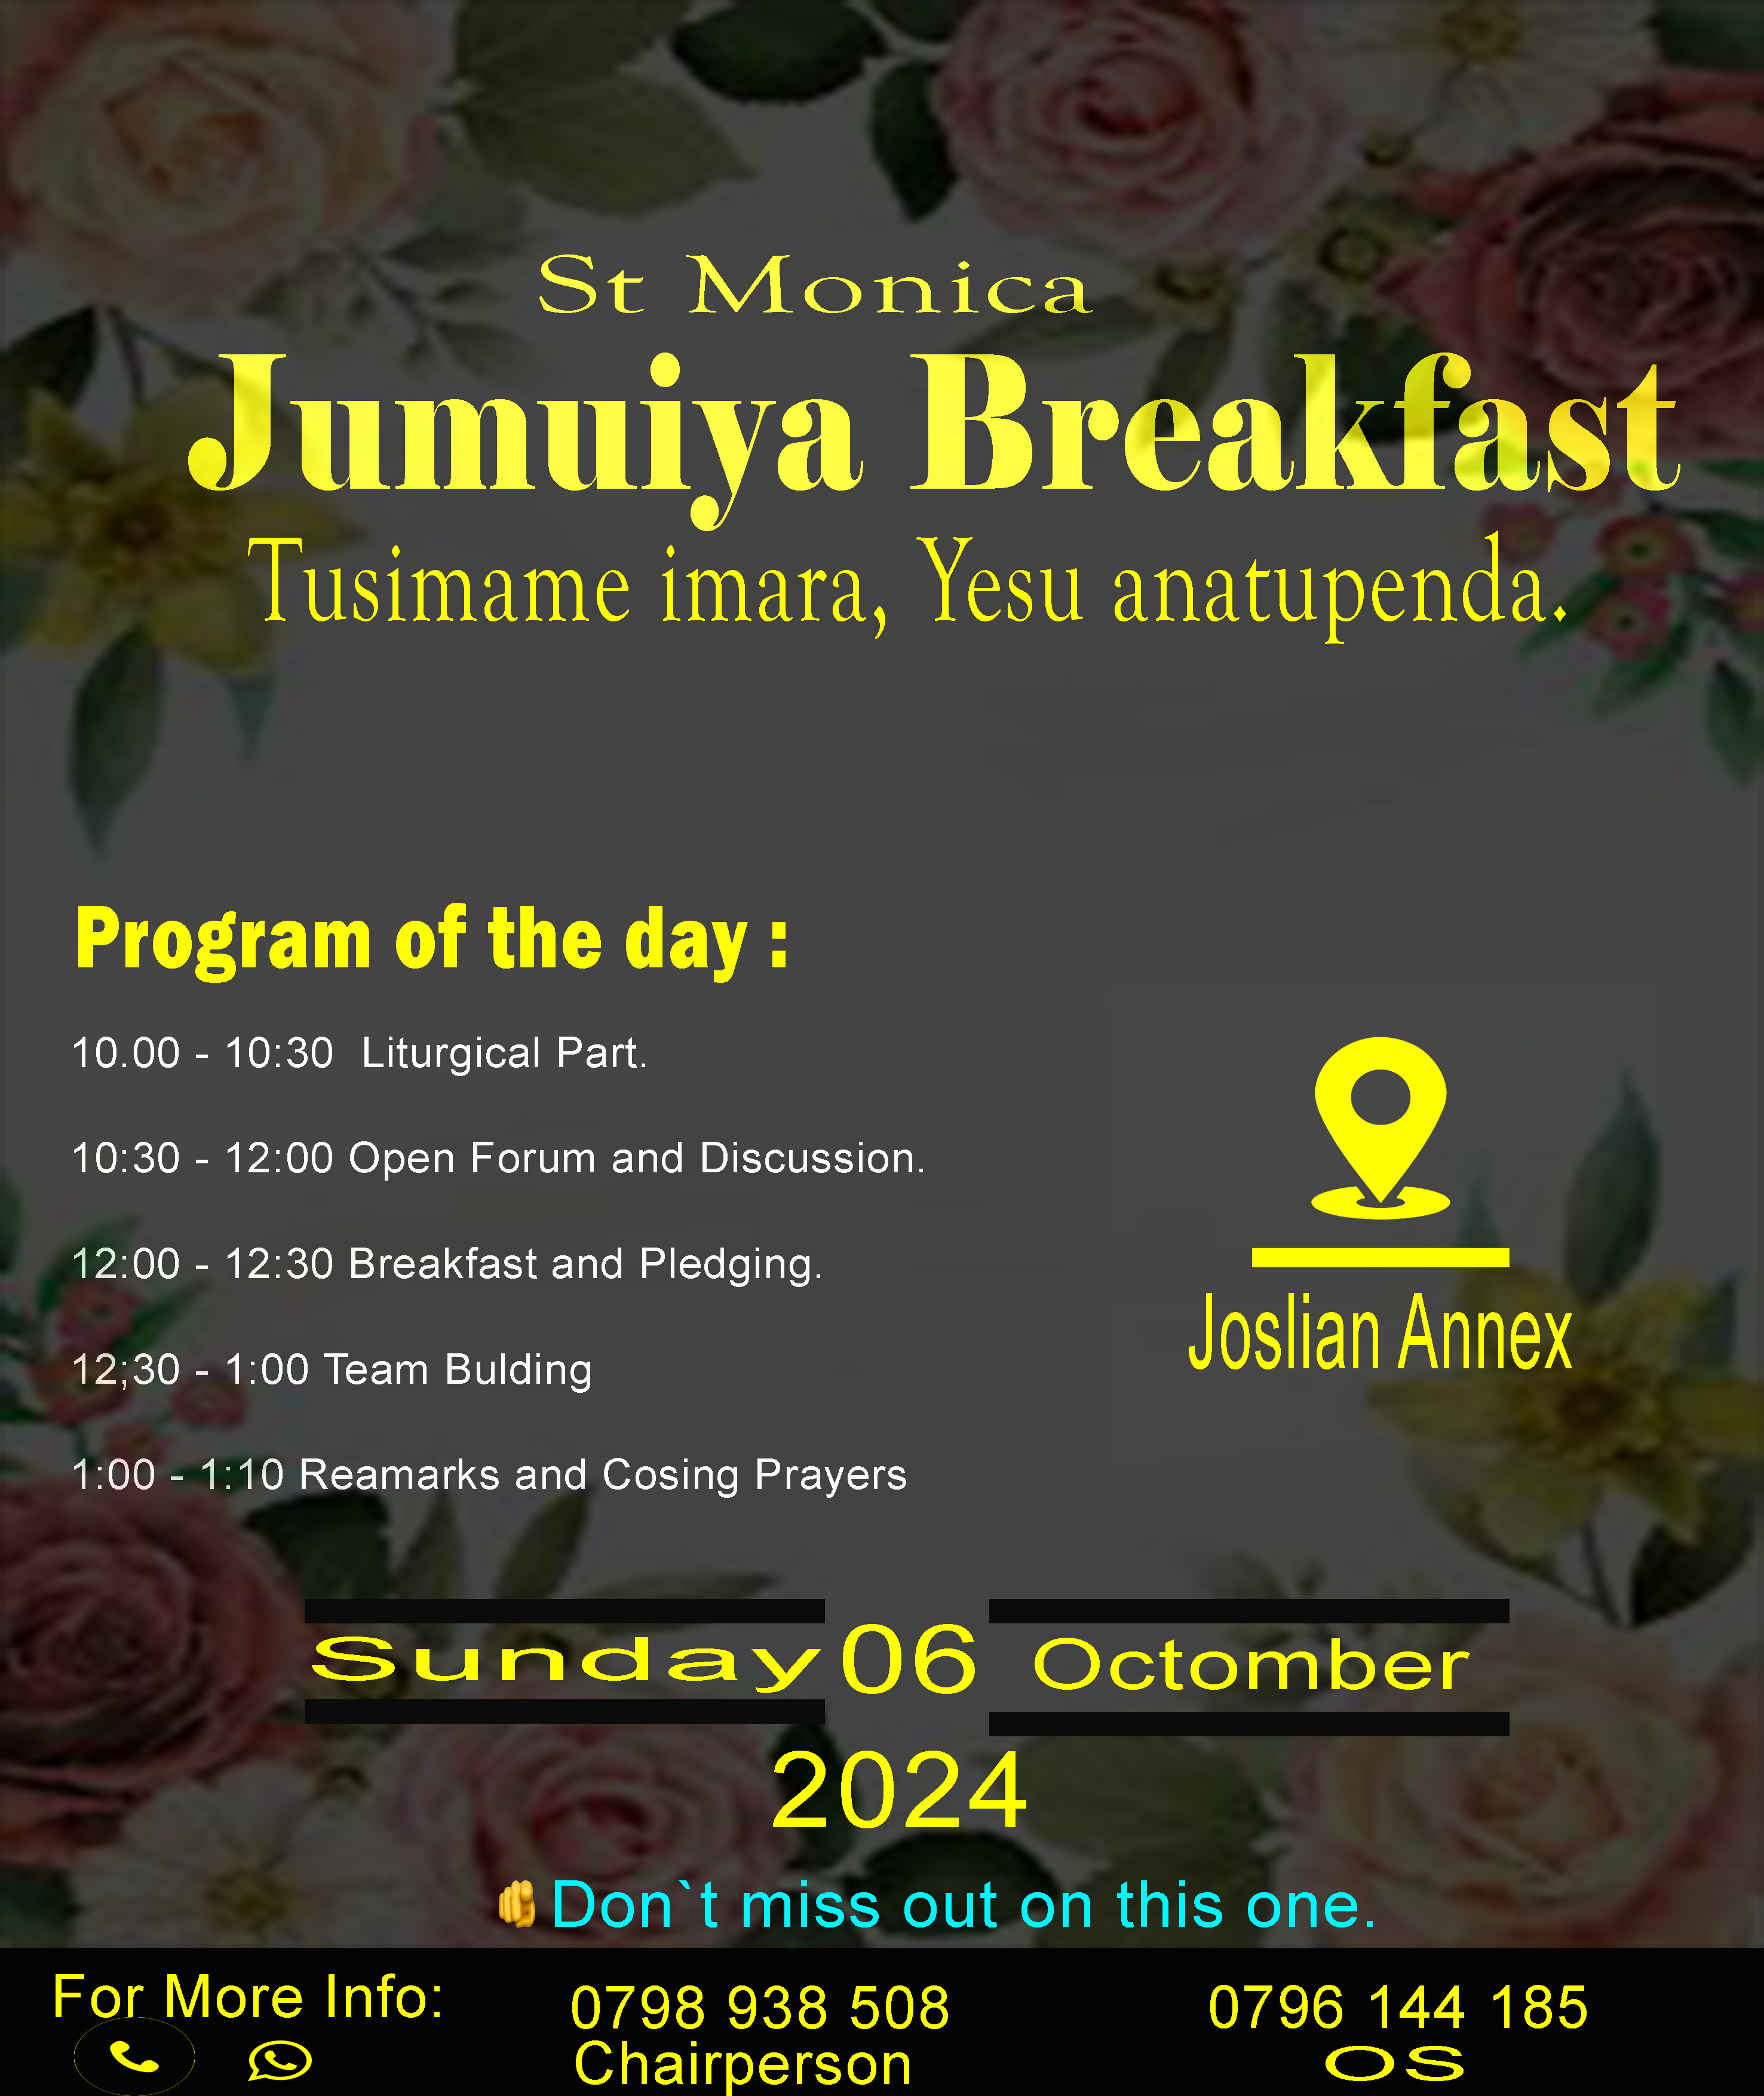 St Monica
Jumuiya Breakfast
Tusimame imara, Yesu anatupenda.
Program of the day :
10.00 - 10:30 Liturgical Part.
10:30 - 12:00 Open Forum and Discussion.
12:00 - 12:30 Breakfast and Pledging.
12;30 - 1:00 Team Bulding
1:00 - 1:10 Reamarks and Cosing Prayers
Joslian Annex
Sunday 06 Octomber
2024
Don`t miss out on this one.
For More Info:
0798 938 508
Chairperson
0796 144 185
OS